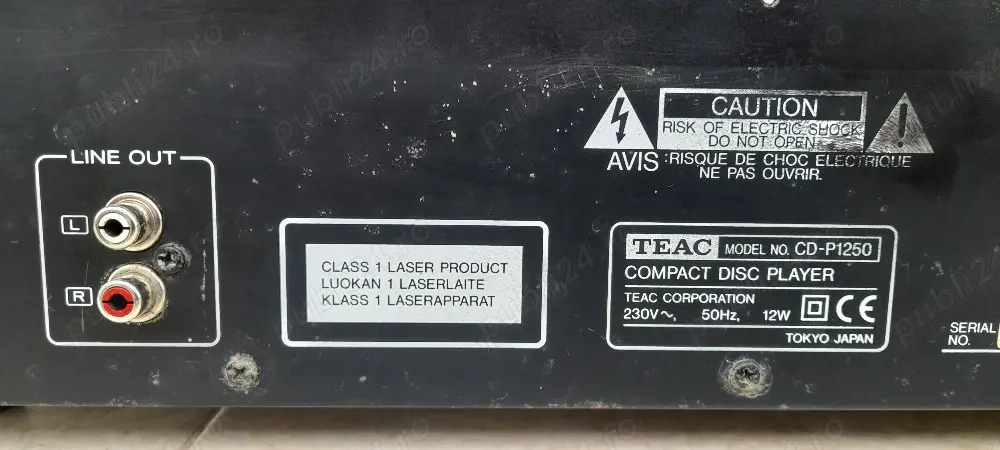 LINE OUT
L
R
CLASS 1 LASER PRODUCT
LUOKAN 1 LASERLAITE
KLASS 1 LASERAPPARAT
CAUTION
RISK OF ELECTRIC SHOCK
DO NOT OPEN
AVIS :RISQUE DE CHOC ELECTRIQUE
NE PAS OUVRIR.
TEAC MODEL NO. CD-P1250
COMPACT DISC PLAYER
TEAC CORPORATION
230V~, 50Hz, 12W CE
TOKYO JAPAN
SERIAL
NO.
publi24.ro